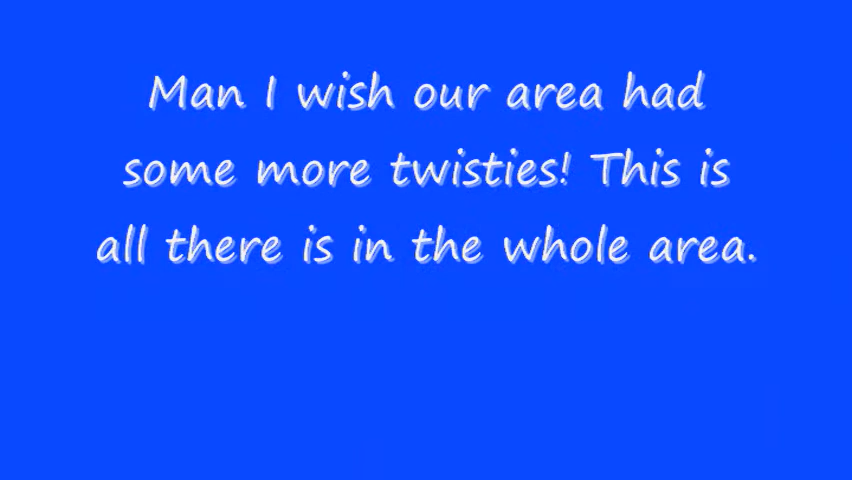 Man I wish our area had
some more twisties! This is
all there is in the whole area.